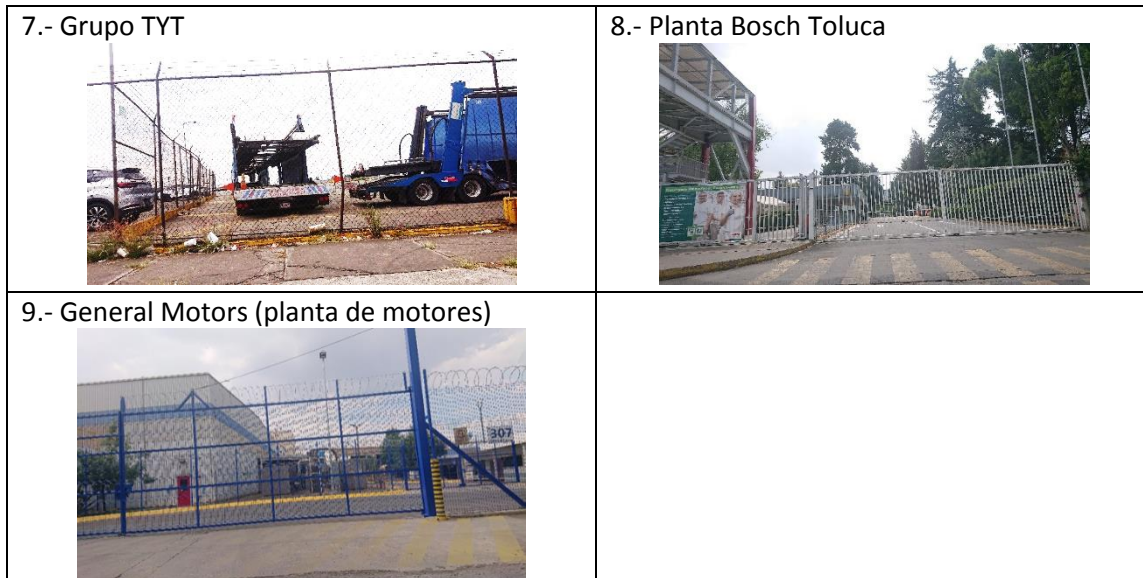 7.- Grupo TYT
8.- Planta Bosch Toluca
9.- General Motors (planta de motores)
307